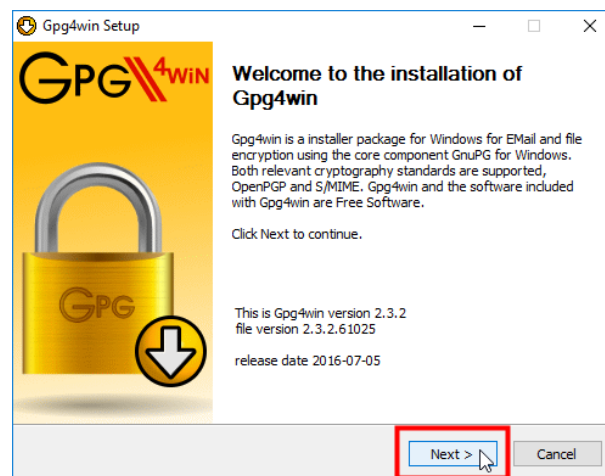 Gpg4win Setup
GPG4WiN
Welcome to the installation of
Gpg4win
Gpg4win is a installer package for Windows for EMail and file
encryption using the core component GnuPG for Windows.
Both relevant cryptography standards are supported,
OpenPGP and S/MIME. Gpg4win and the software included
with Gpg4win are Free Software.
Click Next to continue.
GPG
This is Gpg4win version 2.3.2
file version 2.3.2.61025
release date 2016-07-05
Next >
Cancel